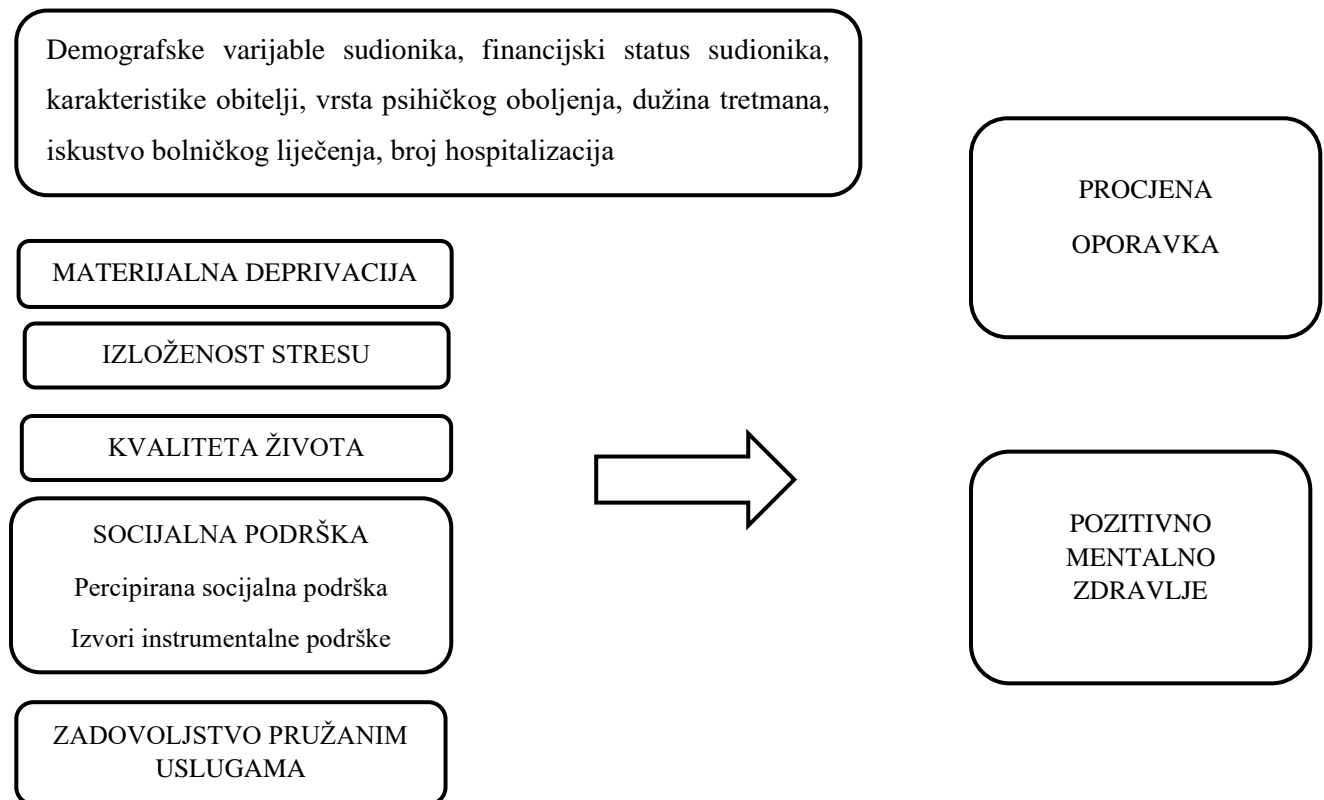 Demografske varijable sudionika, financijski status sudionika,
karakteristike obitelji, vrsta psihičkog oboljenja, dužina tretmana,
iskustvo bolničkog liječenja, broj hospitalizacija
MATERIJALNA DEPRIVACIJA
IZLOŽENOST STRESU
KVALITETA ŽIVOTA
SOCIJALNA PODRŠKA
Percipirana socijalna podrška
Izvori instrumentalne podrške
ZADOVOLJSTVO PRUŽANIM
USLUGAMA
PROCJENA
OPORAVKA
POZITIVNO
MENTALNO
ZDRAVLJE